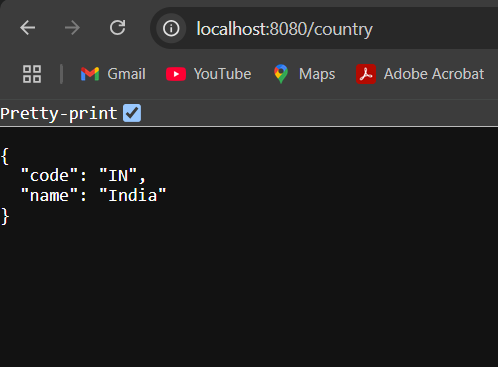 localhost:8080/country
Gmail YouTube Maps Adobe Acrobat
Pretty-print
{
  "code": "IN",
  "name": "India"
}